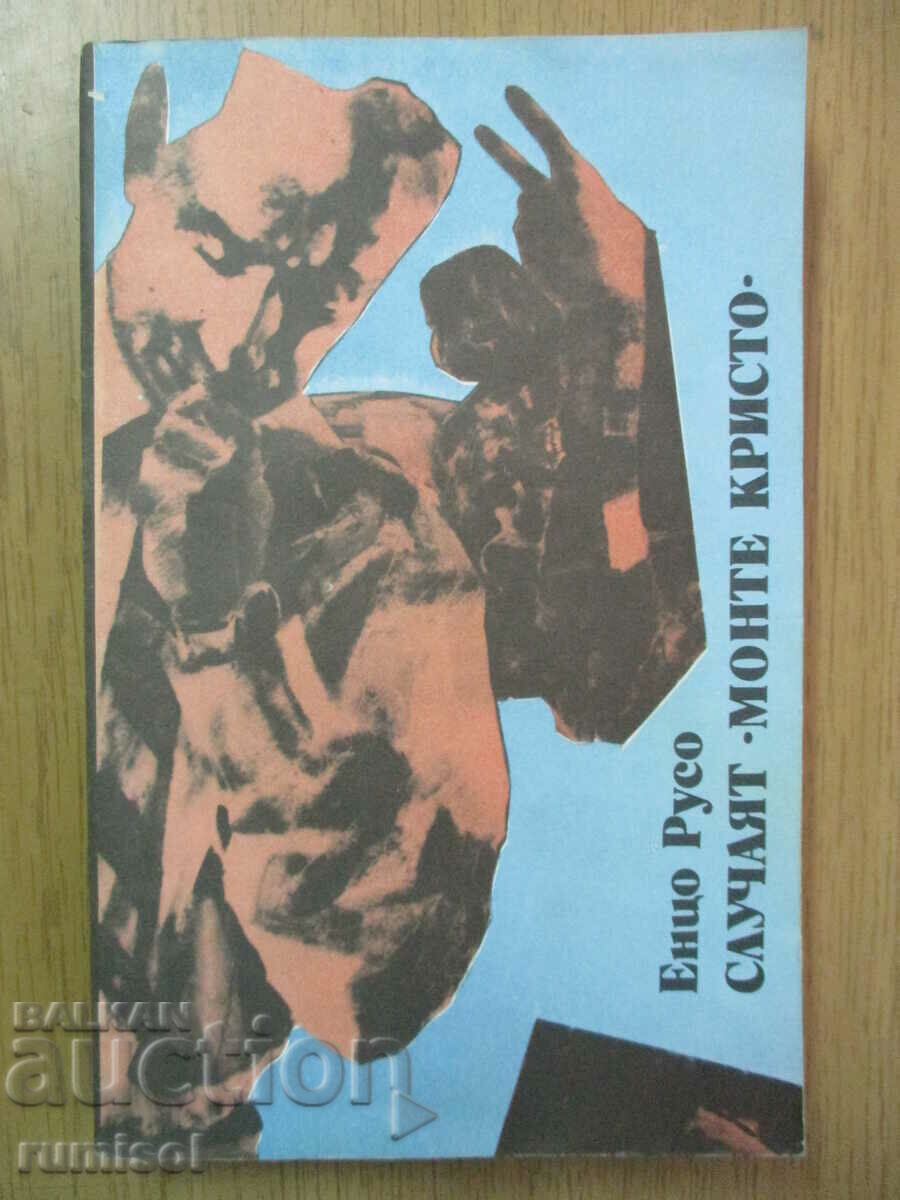 Енцо Русо
СЛУЧАЯТ •МОНТЕ КРИСТО•
BALKAN
auction
rumisol